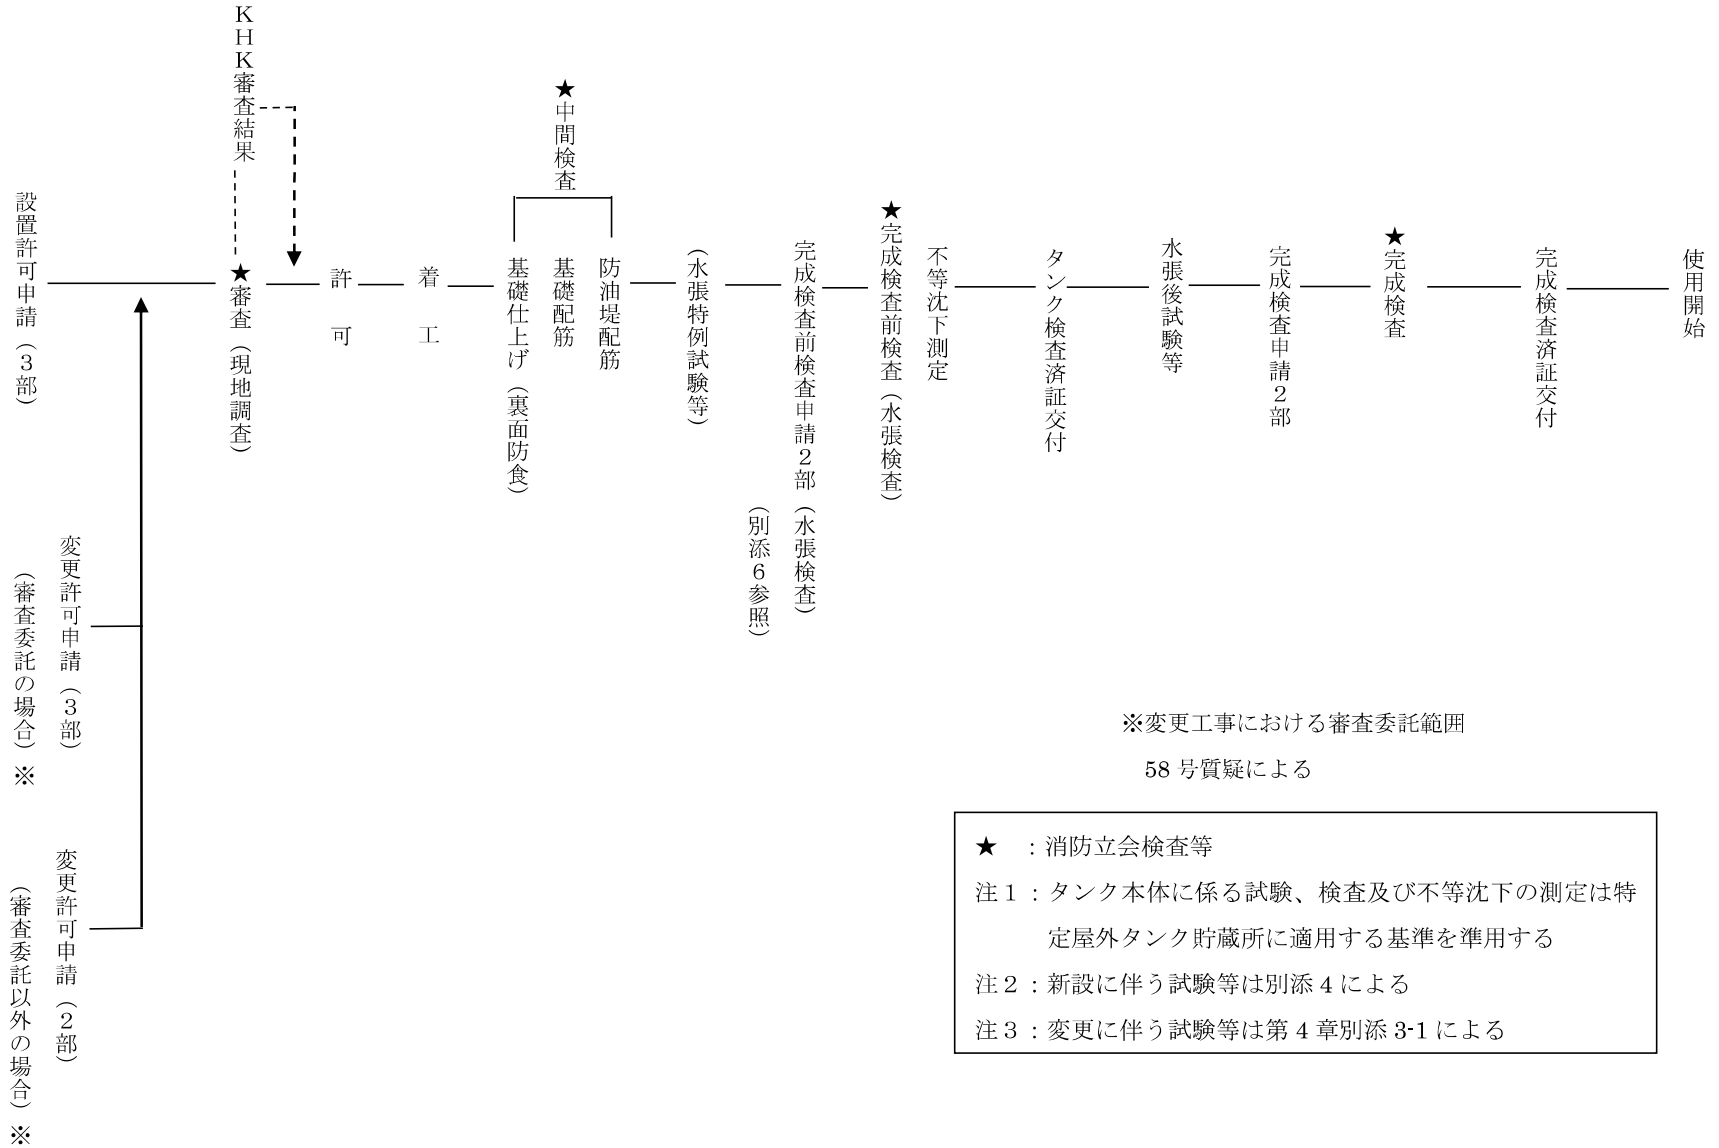 設置許可申請（３部）
変更許可申請（３部）
（審査委託の場合）※
変更許可申請（２部）
（審査委託以外の場合）※
ＫＨＫ審査結果
★審査（現地調査）
許可
着工
★中間検査
基礎仕上げ（裏面防食）
基礎配筋
防油堤配筋
（水張特例試験等）
完成検査前検査申請２部（水張検査）
（別添６参照）
★完成検査前検査（水張検査）
不等沈下測定
タンク検査済証交付
水張後試験等
完成検査申請２部
★完成検査
完成検査済証交付
使用開始
※変更工事における審査委託範囲
58 号質疑による
★　：消防立会検査等
注１：タンク本体に係る試験、検査及び不等沈下の測定は特
定屋外タンク貯蔵所に適用する基準を準用する
注２：新設に伴う試験等は別添 4 による
注３：変更に伴う試験等は第 4 章別添 3-1 による